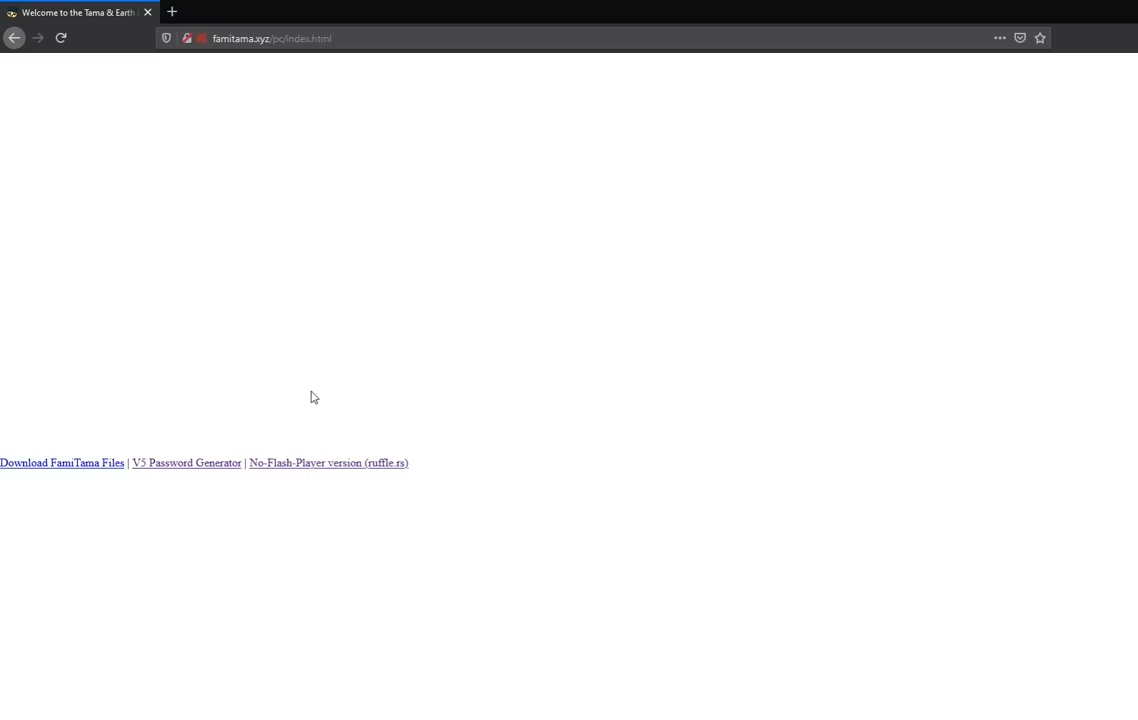 Welcome to the Tama & Earth
famitama.xyz/pc/index.html
Download FamiTama Files | V5 Password Generator | No-Flash-Player version (ruffle.rs)